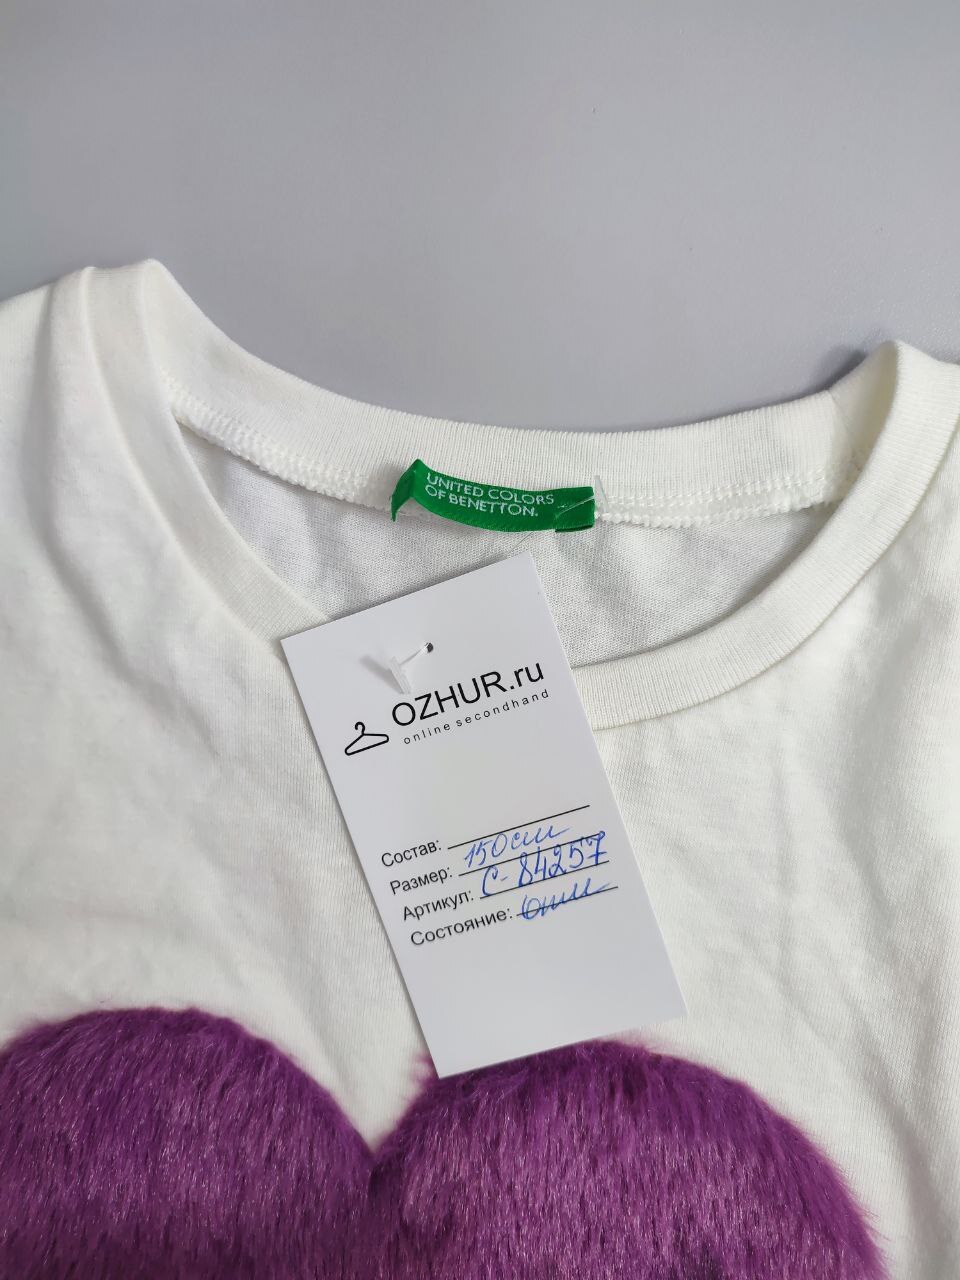 UNITED COLORS
OF BENETTON.
OZHUR.ru
online secondhand
Состав:
Размер: 150см
Артикул: С-84257
Состояние: отл